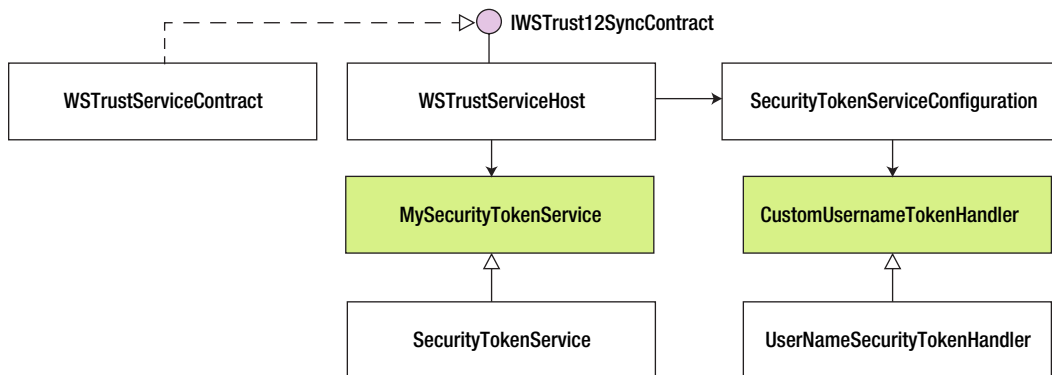 IWSTrust12SyncContract
WSTrustServiceContract
WSTrustServiceHost
SecurityTokenServiceConfiguration
MySecurityTokenService
CustomUsernameTokenHandler
SecurityTokenService
UserNameSecurityTokenHandler